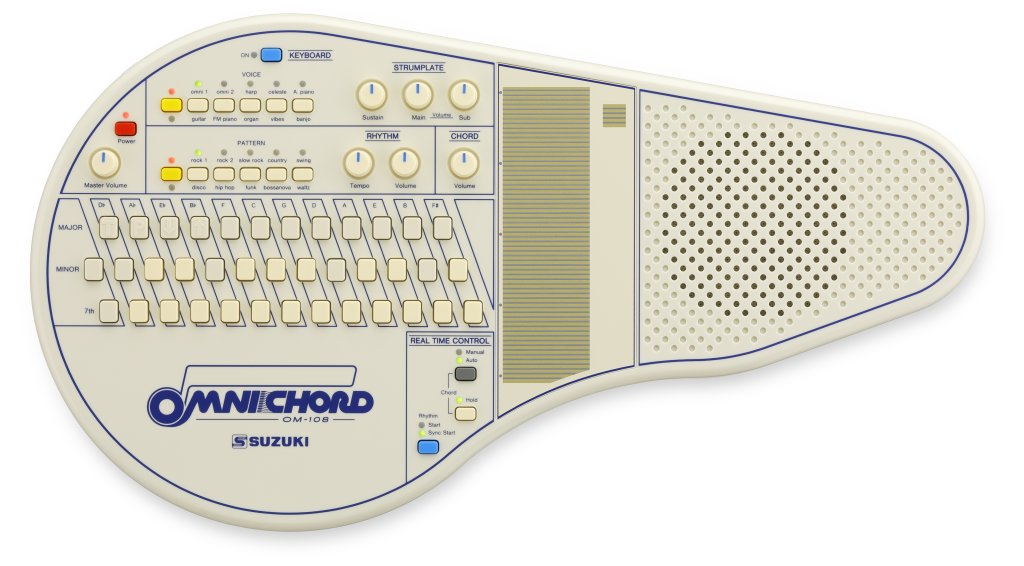 ON KEYBOARD
VOICE
omni 1 omni 2 harp celeste A. piano
guitar FM piano organ vibes banjo
STRUMPLATE
Sustain Main Volume Sub
Power
Master Volume
PATTERN
rock 1 rock 2 slow rock country swing
disco hip hop funk bossanova waltz
RHYTHM
Tempo Volume
CHORD
Volume
D♭ A♭ E♭ B♭ F C G D A E B F#
MAJOR
MINOR
7th
REAL TIME CONTROL
Manual
Auto
Chord
Hold
Rhythm
Start
Sync Start
OMNICHORD
OM-108
SUZUKI